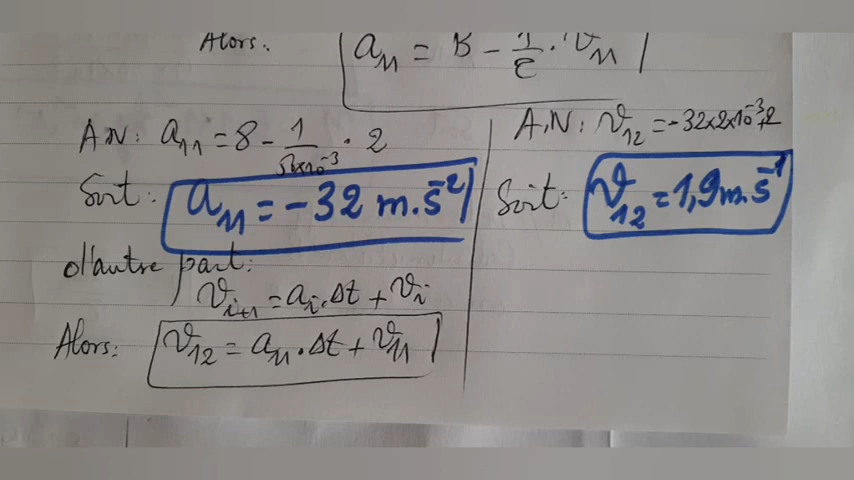 Alors: a₁₁ = B - 1/τ · v₁₁
A.N: a₁₁ = 8 - 1/(5×10⁻³) · 2
Soit: a₁₁ = -32 m.s⁻²
d'autre part:
vᵢ₊₁ = aᵢ.Δt + vᵢ
Alors: v₁₂ = a₁₁.Δt + v₁₁
A.N: v₁₂ = -32×2×10⁻³+2
Soit: v₁₂ = 1,9 m.s⁻¹